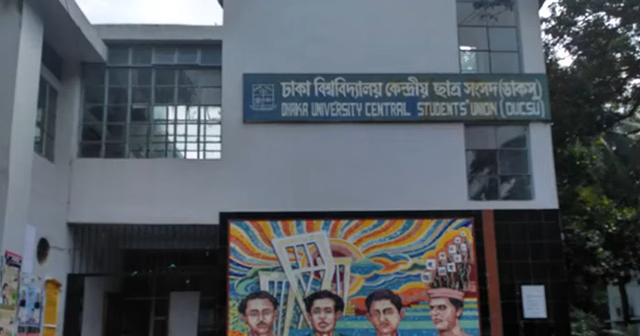 ঢাকা বিশ্ববিদ্যালয় কেন্দ্রীয় ছাত্র সংসদ (ডাকসু)
DHAKA UNIVERSITY CENTRAL STUDENTS' UNION (DUCSU)